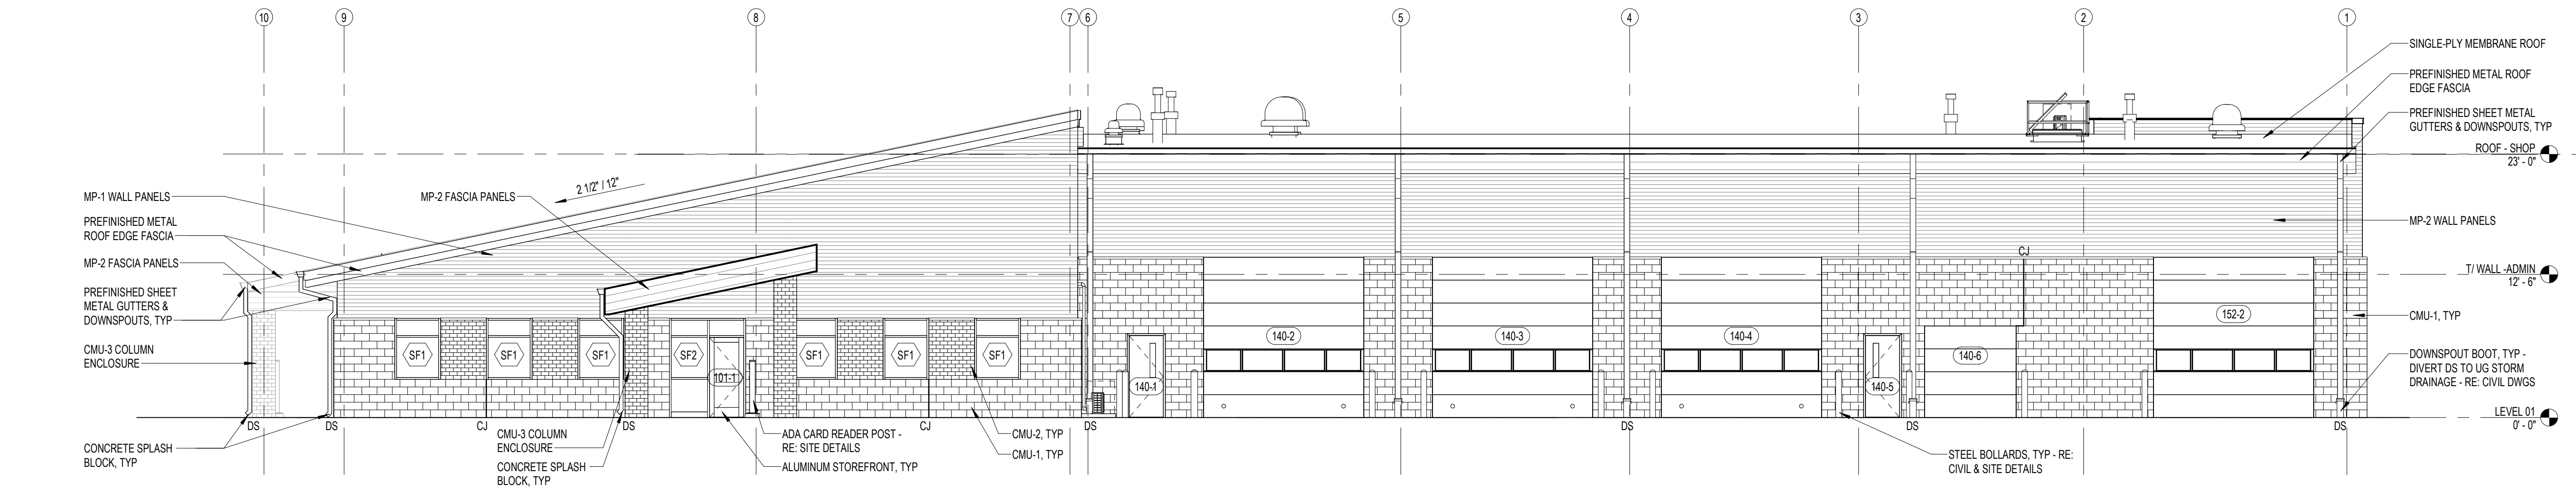 10 9 8 7 6 5 4 3 2 1
SINGLE-PLY MEMBRANE ROOF
PREFINISHED METAL ROOF
EDGE FASCIA
PREFINISHED SHEET METAL
GUTTERS & DOWNSPOUTS, TYP
ROOF - SHOP
23' - 0"
MP-2 WALL PANELS
T/ WALL -ADMIN
12' - 6"
CMU-1, TYP
DOWNSPOUT BOOT, TYP -
DIVERT DS TO UG STORM
DRAINAGE - RE: CIVIL DWGS
LEVEL 01
0' - 0"
2 1/2" / 12"
MP-1 WALL PANELS
MP-2 FASCIA PANELS
PREFINISHED METAL
ROOF EDGE FASCIA
MP-2 FASCIA PANELS
PREFINISHED SHEET
METAL GUTTERS &
DOWNSPOUTS, TYP
CMU-3 COLUMN
ENCLOSURE
CJ
SF1 SF1 SF1 SF2 SF1 SF1 SF1
101-1
140-1
140-2
140-3
140-4
140-5
140-6
152-2
DS DS CJ DS CJ DS DS DS DS
CONCRETE SPLASH
BLOCK, TYP
CMU-3 COLUMN
ENCLOSURE
CONCRETE SPLASH
BLOCK, TYP
ADA CARD READER POST -
RE: SITE DETAILS
ALUMINUM STOREFRONT, TYP
CMU-2, TYP
CMU-1, TYP
STEEL BOLLARDS, TYP - RE:
CIVIL & SITE DETAILS